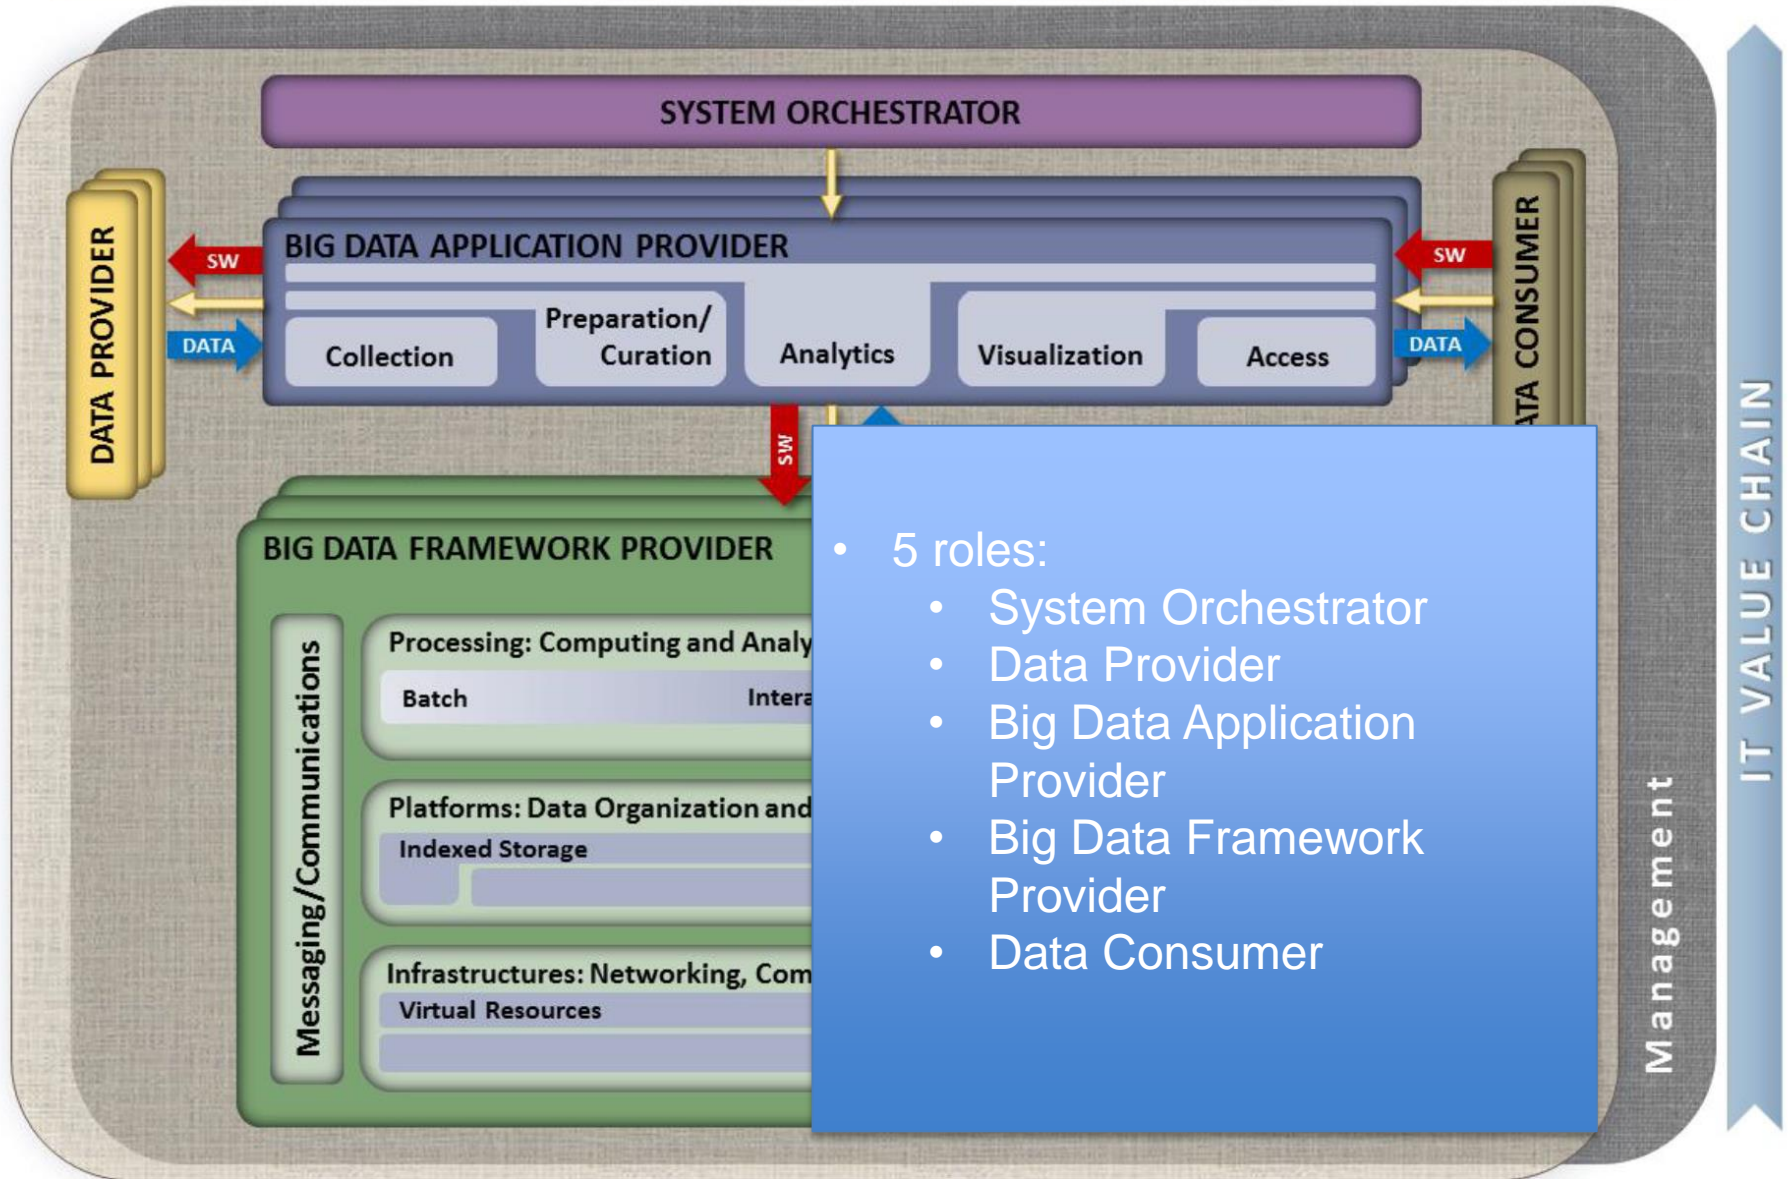 SYSTEM ORCHESTRATOR
DATA PROVIDER
SW
DATA
BIG DATA APPLICATION PROVIDER
Collection
Preparation/
Curation
Analytics
Visualization
Access
SW
DATA
ATA CONSUMER
SW
BIG DATA FRAMEWORK PROVIDER
Messaging/Communications
Processing: Computing and Analy
Batch
Intera
Platforms: Data Organization and
Indexed Storage
Infrastructures: Networking, Com
Virtual Resources
• 5 roles:
• System Orchestrator
• Data Provider
• Big Data Application
Provider
• Big Data Framework
Provider
• Data Consumer
Management
IT VALUE CHAIN